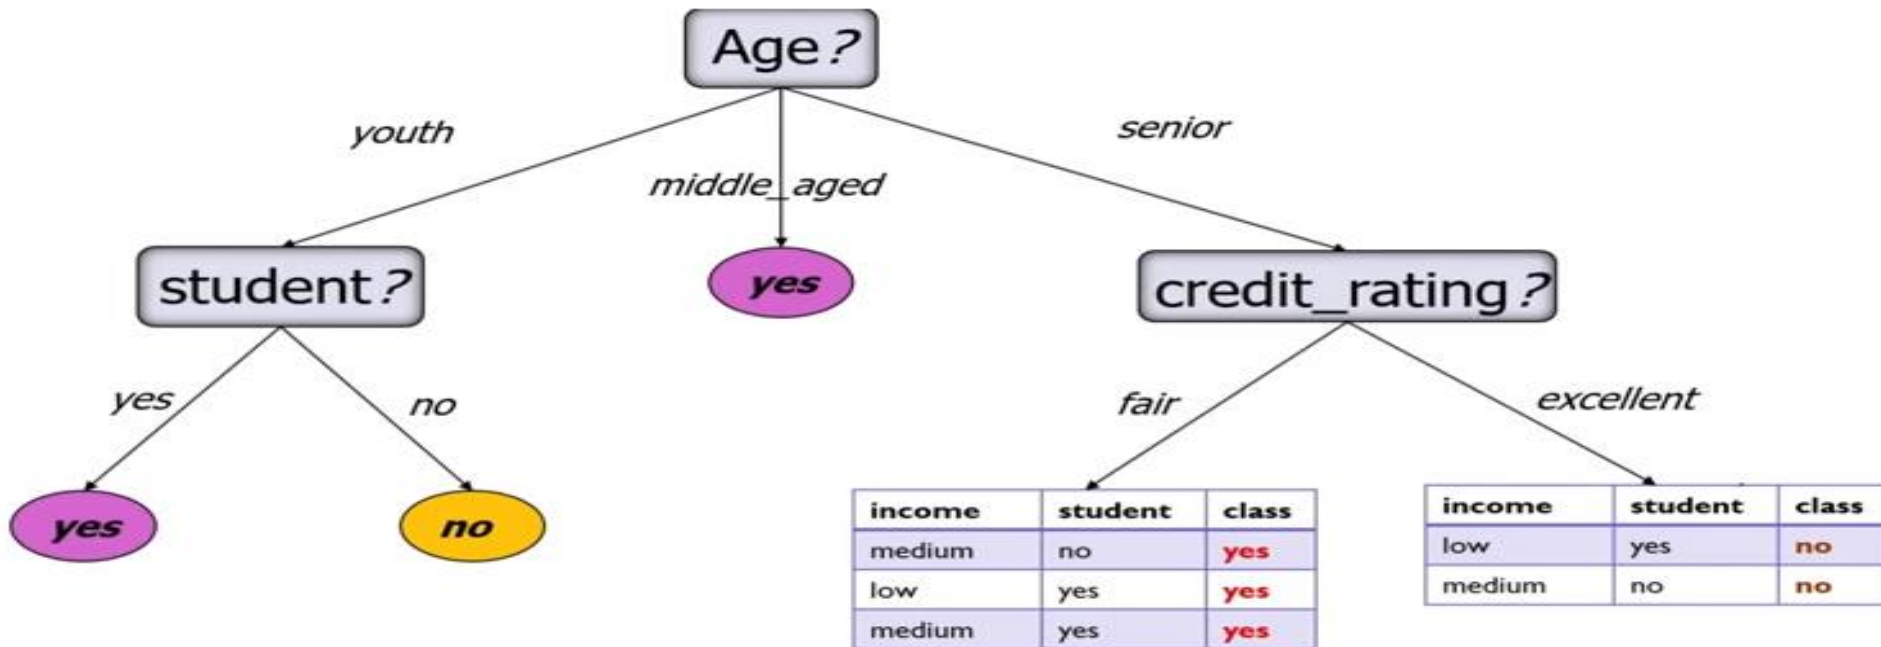 Age?
youth
senior
middle_aged
student?
yes
credit_rating?
yes
no
fair
excellent
yes
no
income student class
medium no yes
low yes yes
medium yes yes
income student class
low yes no
medium no no